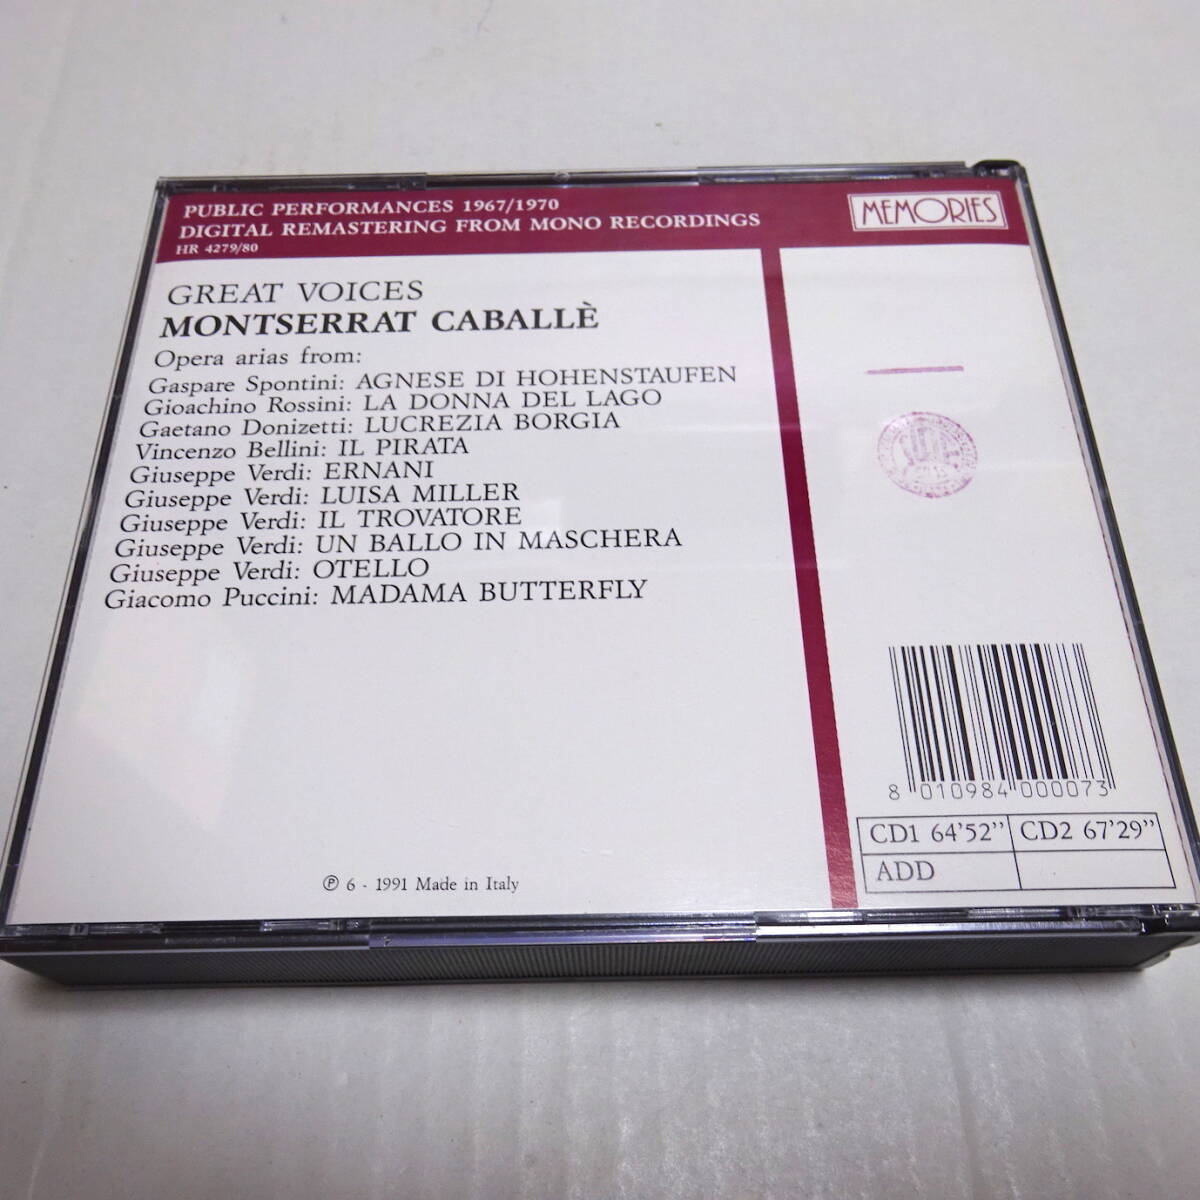 PUBLIC PERFORMANCES 1967/1970
DIGITAL REMASTERING FROM MONO RECORDINGS
HR 4279/80
MEMORIES
GREAT VOICES
MONTSERRAT CABALLÈ
Opera arias from:
Gaspare Spontini: AGNESE DI HOHENSTAUFEN
Gioachino Rossini: LA DONNA DEL LAGO
Gaetano Donizetti: LUCREZIA BORGIA
Vincenzo Bellini: IL PIRATA
Giuseppe Verdi: ERNANI
Giuseppe Verdi: LUISA MILLER
Giuseppe Verdi: IL TROVATORE
Giuseppe Verdi: UN BALLO IN MASCHERA
Giuseppe Verdi: OTELLO
Giacomo Puccini: MADAMA BUTTERFLY
8 010984 000073
CD1 64'52" CD2 67'29"
ADD
℗ 6 - 1991 Made in Italy